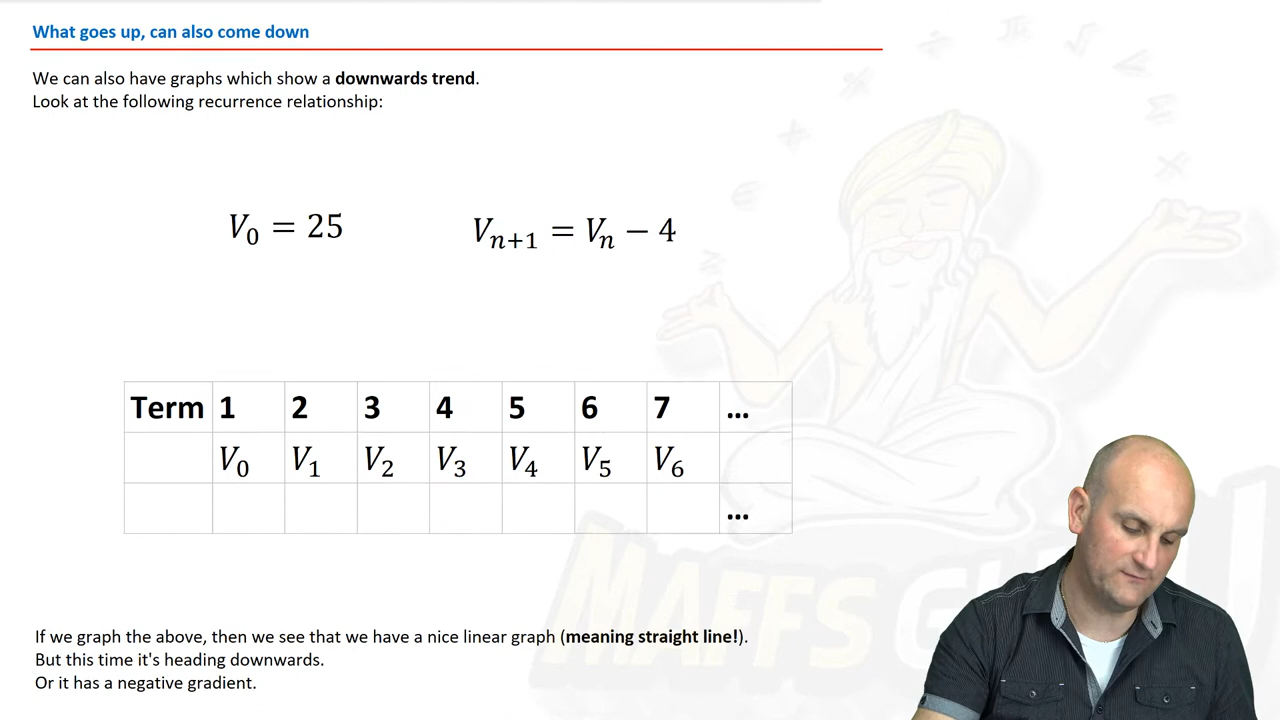 What goes up, can also come down
We can also have graphs which show a downwards trend.
Look at the following recurrence relationship:
V₀ = 25 Vₙ₊₁ = Vₙ − 4
Term 1 2 3 4 5 6 7 ...
V₀ V₁ V₂ V₃ V₄ V₅ V₆
...
If we graph the above, then we see that we have a nice linear graph (meaning straight line!).
But this time it's heading downwards.
Or it has a negative gradient.
MAFFS GU